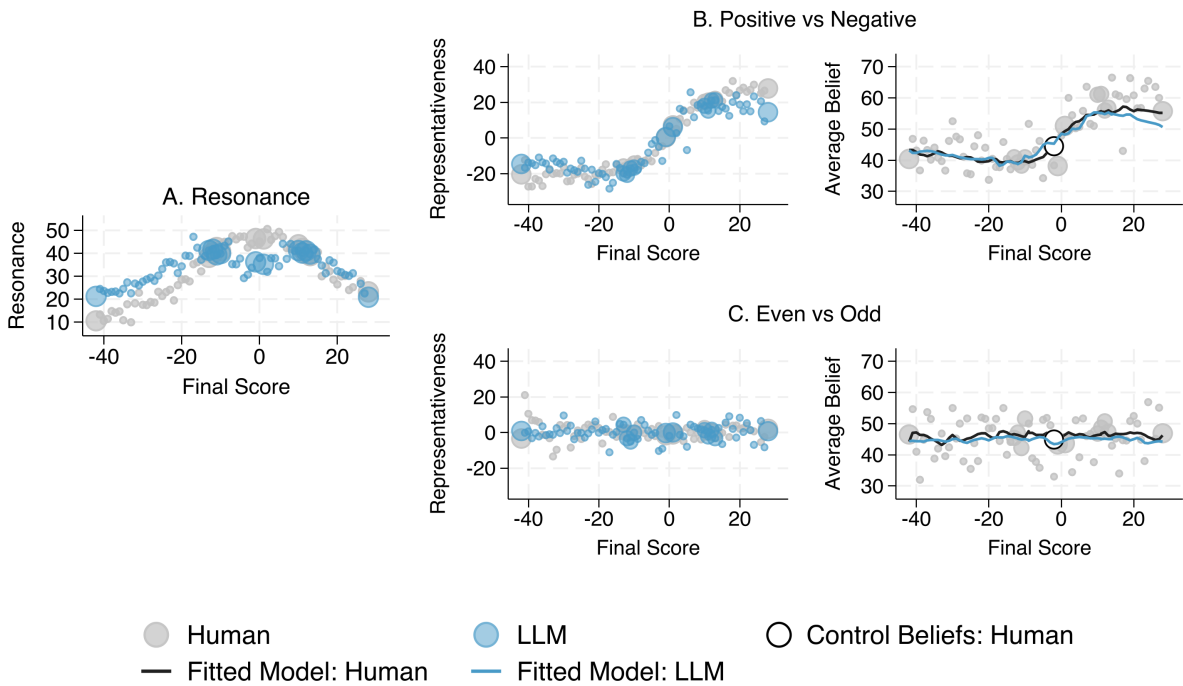 B. Positive vs Negative
Representativeness
40
20
0
-20
-40 -20 0 20
Final Score
Average Belief
70
60
50
40
30
-40 -20 0 20
Final Score
A. Resonance
Resonance
50
40
30
20
10
-40 -20 0 20
Final Score
C. Even vs Odd
Representativeness
40
20
0
-20
-40 -20 0 20
Final Score
Average Belief
70
60
50
40
30
-40 -20 0 20
Final Score
Human LLM Control Beliefs: Human
Fitted Model: Human Fitted Model: LLM